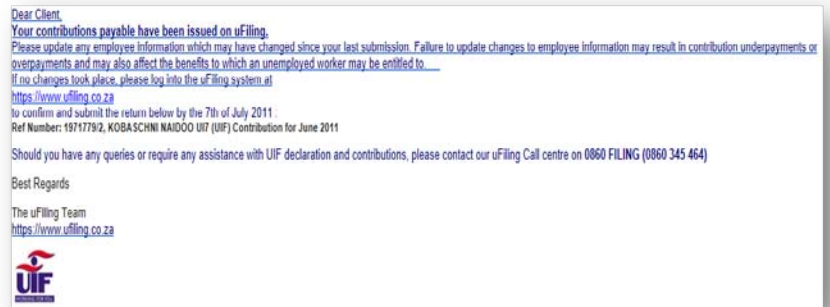 Dear Client,
Your contributions payable have been issued on uFiling.
Please update any employee information which may have changed since your last submission. Failure to update changes to employee information may result in contribution underpayments or
overpayments and may also affect the benefits to which an unemployed worker may be entitled to.
If no changes took place, please log into the uFiling system at
https://www.ufiling.co.za
to confirm and submit the return below by the 7th of July 2011 :
Ref Number: 1971779/2, KOBASCHNI NAIDOO UI7 (UIF) Contribution for June 2011
Should you have any queries or require any assistance with UIF declaration and contributions, please contact our uFiling Call centre on 0860 FILING (0860 345 464)
Best Regards
The uFiling Team
https://www.ufiling.co.za
UIF
WORKING FOR YOU